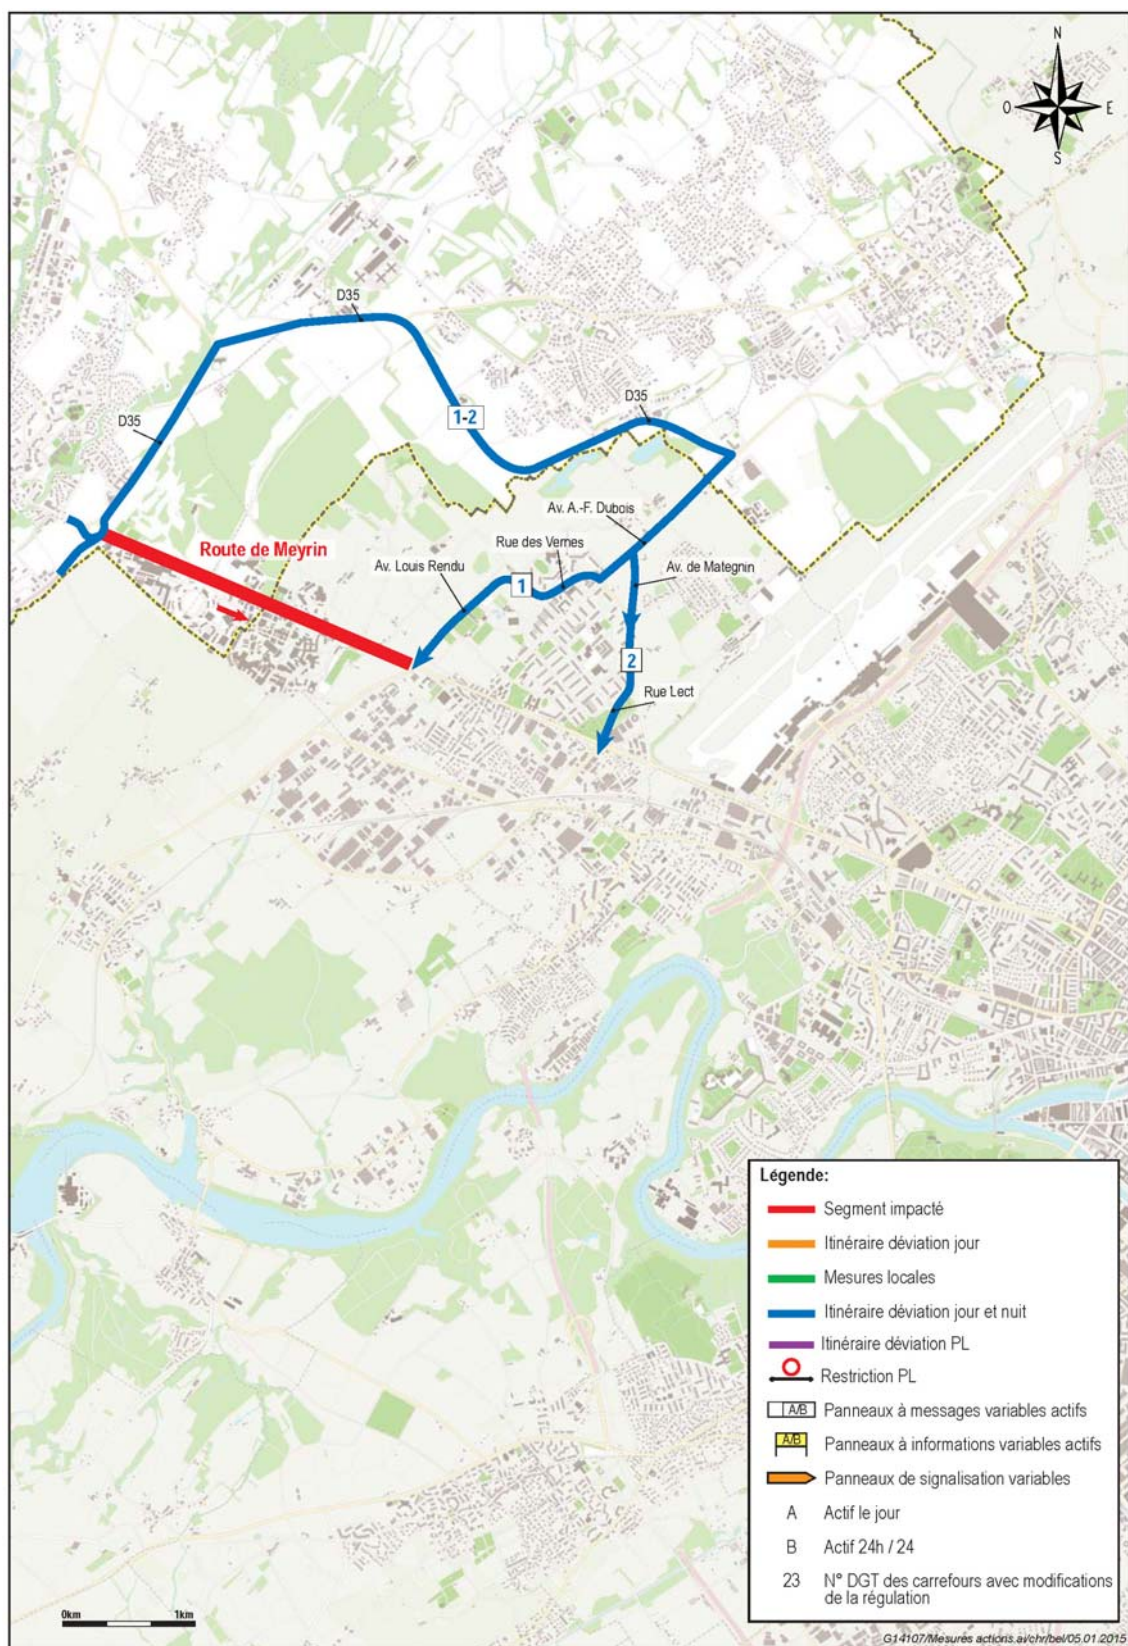 N
O
E
S
D35
D35
D35
1-2
Av. A.-F. Dubois
Rue des Vernes
Route de Meyrin
Av. Louis Rendu
1
Av. de Mategnin
2
Rue Lect
Légende:
Segment impacté
Itinéraire déviation jour
Mesures locales
Itinéraire déviation jour et nuit
Itinéraire déviation PL
Restriction PL
A/B Panneaux à messages variables actifs
A/B Panneaux à informations variables actifs
Panneaux de signalisation variables
A Actif le jour
B Actif 24h / 24
23 N° DGT des carrefours avec modifications
de la régulation
0km 1km
G14107/Mesures actions.ai/chr/bel/05.01.2015